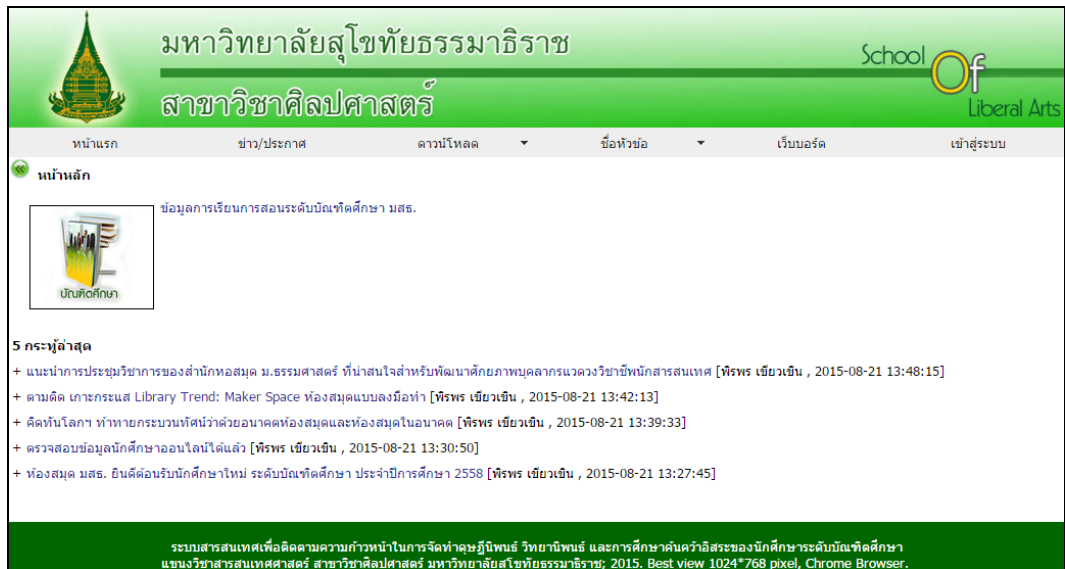 มหาวิทยาลัยสุโขทัยธรรมาธิราช
School Of
Liberal Arts
สาขาวิชาศิลปศาสตร์
หน้าแรก ข่าว/ประกาศ ดาวน์โหลด ชื่อหัวข้อ เว็บบอร์ด เข้าสู่ระบบ
หน้าหลัก
ข้อมูลการเรียนการสอนระดับบัณฑิตศึกษา มสธ.
บัณฑิตศึกษา
5 กระทู้ล่าสุด
+ แนะนำการประชุมวิชาการของสำนักหอสมุด ม.ธรรมศาสตร์ ที่น่าสนใจสำหรับพัฒนาศักยภาพบุคลากรแวดวงวิชาชีพนักสารสนเทศ [พิรพร เขียวเขิน , 2015-08-21 13:48:15]
+ ตามติด เกาะกระแส Library Trend: Maker Space ห้องสมุดแบบลงมือทำ [พิรพร เขียวเขิน , 2015-08-21 13:42:13]
+ คิดทันโลกฯ ท้าทายกระบวนทัศน์ว่าด้วยอนาคตห้องสมุดและห้องสมุดในอนาคต [พิรพร เขียวเขิน , 2015-08-21 13:39:33]
+ ตรวจสอบข้อมูลนักศึกษาออนไลน์ได้แล้ว [พิรพร เขียวเขิน , 2015-08-21 13:30:50]
+ ห้องสมุด มสธ. ยินดีต้อนรับนักศึกษาใหม่ ระดับบัณฑิตศึกษา ประจำปีการศึกษา 2558 [พิรพร เขียวเขิน , 2015-08-21 13:27:45]
ระบบสารสนเทศเพื่อติดตามความก้าวหน้าในการจัดทำดุษฎีนิพนธ์ วิทยานิพนธ์ และการศึกษาค้นคว้าอิสระของนักศึกษาระดับบัณฑิตศึกษา
แขนงวิชาสารสนเทศศาสตร์ สาขาวิชาศิลปศาสตร์ มหาวิทยาลัยสุโขทัยธรรมาธิราช; 2015. Best view 1024*768 pixel, Chrome Browser.